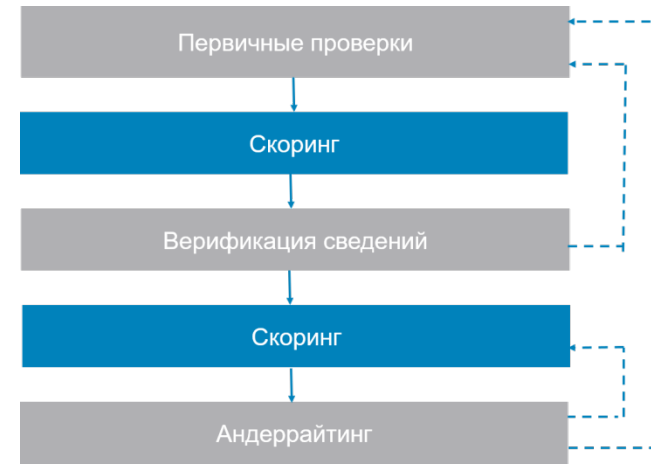 Первичные проверки
Скоринг
Верификация сведений
Скоринг
Андеррайтинг